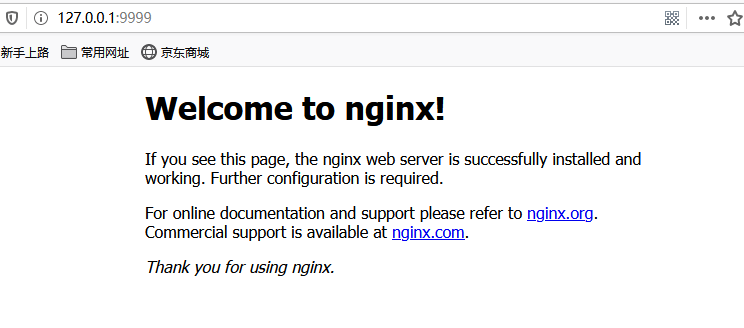 127.0.0.1:9999
新手上路 常用网址 京东商城
Welcome to nginx!
If you see this page, the nginx web server is successfully installed and
working. Further configuration is required.
For online documentation and support please refer to nginx.org.
Commercial support is available at nginx.com.
Thank you for using nginx.